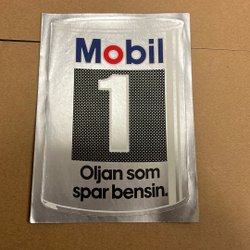 Mobil
1
Oljan som
spar bensin.